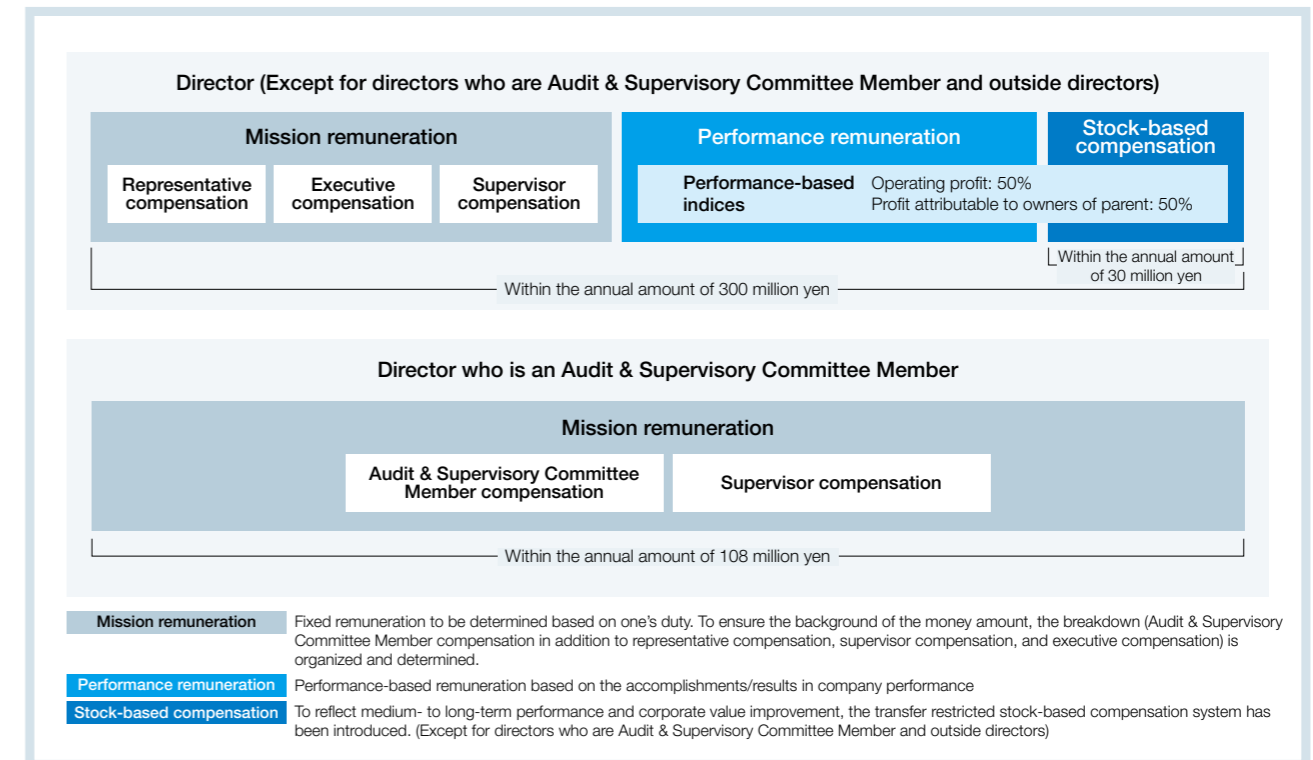 Director (Except for directors who are Audit & Supervisory Committee Member and outside directors)
Mission remuneration
Representative
compensation
Executive
compensation
Supervisor
compensation
Performance remuneration
Stock-based
compensation
Performance-based
indices
Operating profit: 50%
Profit attributable to owners of parent: 50%
Within the annual amount
of 30 million yen
Within the annual amount of 300 million yen
Director who is an Audit & Supervisory Committee Member
Mission remuneration
Audit & Supervisory Committee
Member compensation
Supervisor compensation
Within the annual amount of 108 million yen
Mission remuneration
Fixed remuneration to be determined based on one's duty. To ensure the background of the money amount, the breakdown (Audit & Supervisory
Committee Member compensation in addition to representative compensation, supervisor compensation, and executive compensation) is
organized and determined.
Performance remuneration
Performance-based remuneration based on the accomplishments/results in company performance
Stock-based compensation
To reflect medium- to long-term performance and corporate value improvement, the transfer restricted stock-based compensation system has
been introduced. (Except for directors who are Audit & Supervisory Committee Member and outside directors)